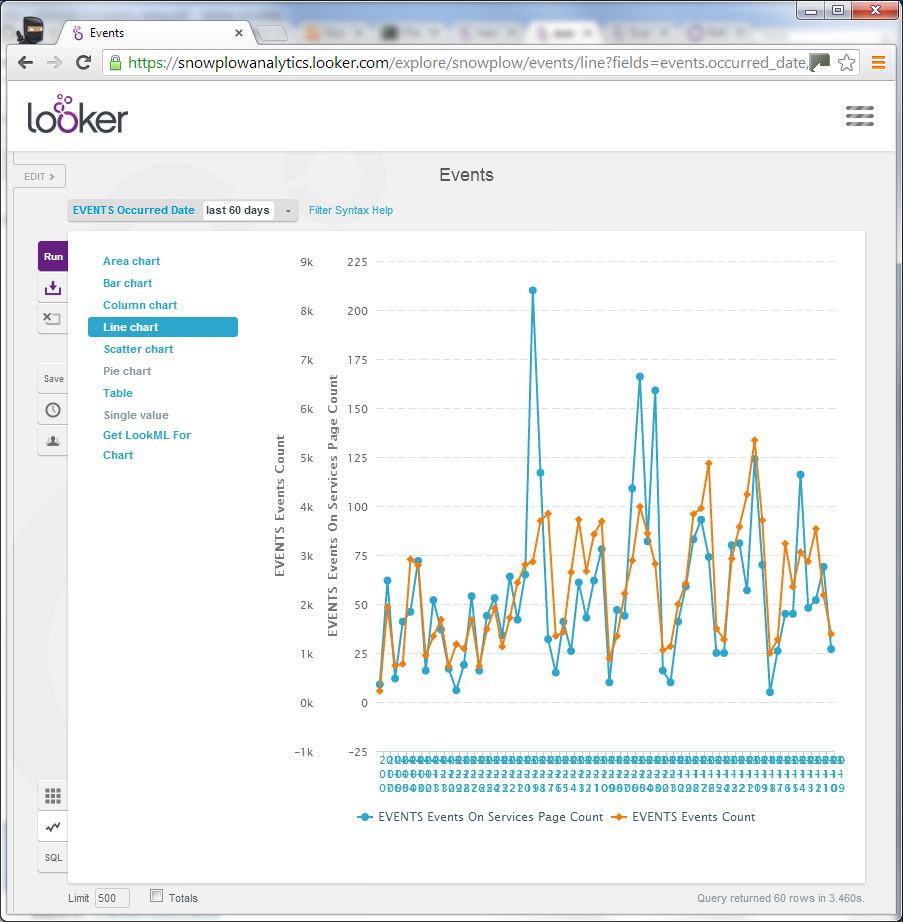 Events
https://snowplowanalytics.looker.com/explore/snowplow/events/line?fields=events.occurred_date,
looker
EDIT >
Events
EVENTS Occurred Date last 60 days
Filter Syntax Help
Run
Save
SQL
Area chart
Bar chart
Column chart
Line chart
Scatter chart
Pie chart
Table
Single value
Get LookML For
Chart
EVENTS Events Count
9k
8k
7k
6k
5k
4k
3k
2k
1k
0k
-1k
EVENTS Events On Services Page Count
225
200
175
150
125
100
75
50
25
0
-25
EVENTS Events On Services Page Count
EVENTS Events Count
Limit 500
Totals
Query returned 60 rows in 3.460s.